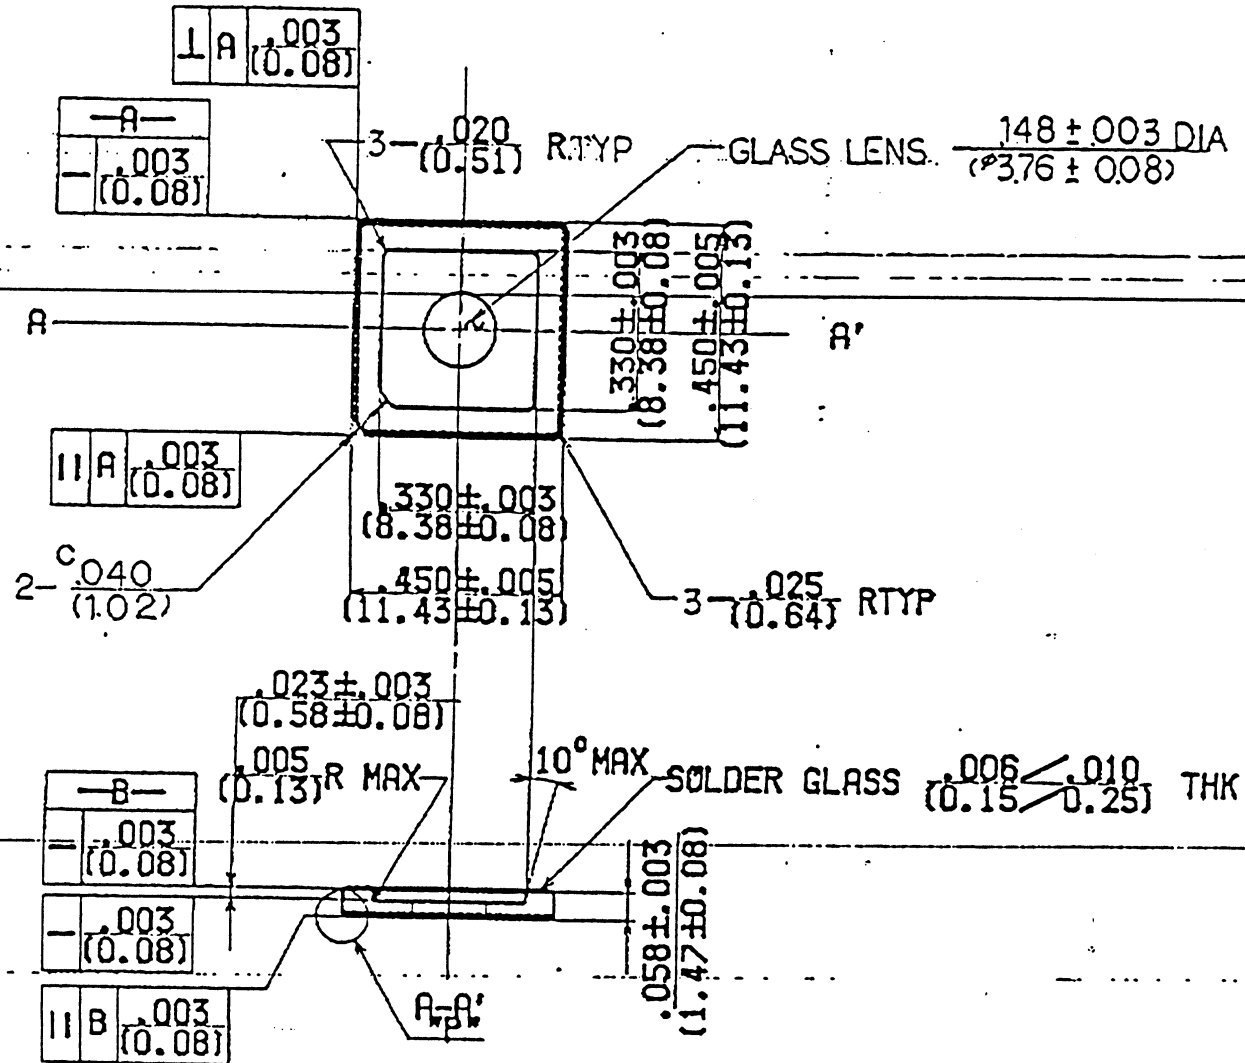 ⊥ A .003
(0.08)
-A-
— .003
(0.08)
3- .020 R TYP
(0.51)
GLASS LENS .148 ± .003 DIA
(ø3.76 ± 0.08)
A
A'
.330±.003
(8.38±0.08)
.450±.005
(11.43±0.13)
|| A .003
(0.08)
.330±.003
(8.38±0.08)
2- C .040
(1.02)
.450±.005
(11.43±0.13)
3- .025 RTYP
(0.64)
.023±.003
(0.58±0.08)
.005 R MAX
(0.13)
10° MAX
SOLDER GLASS .006/.010 THK
(0.15/0.25)
-B-
— .003
(0.08)
— .003
(0.08)
.058±.003
(1.47±0.08)
|| B .003
(0.08)
A-A'